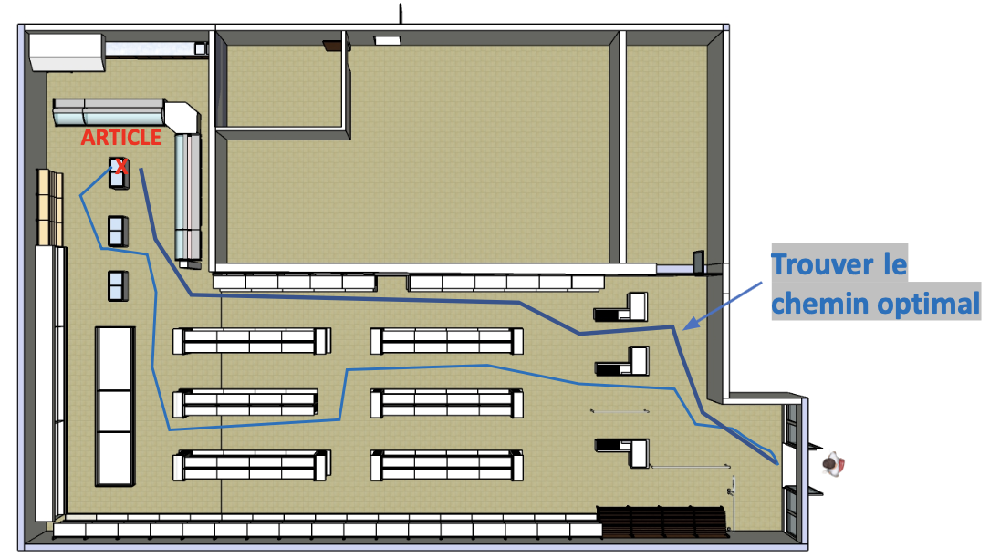 ARTICLE
X
Trouver le
chemin optimal